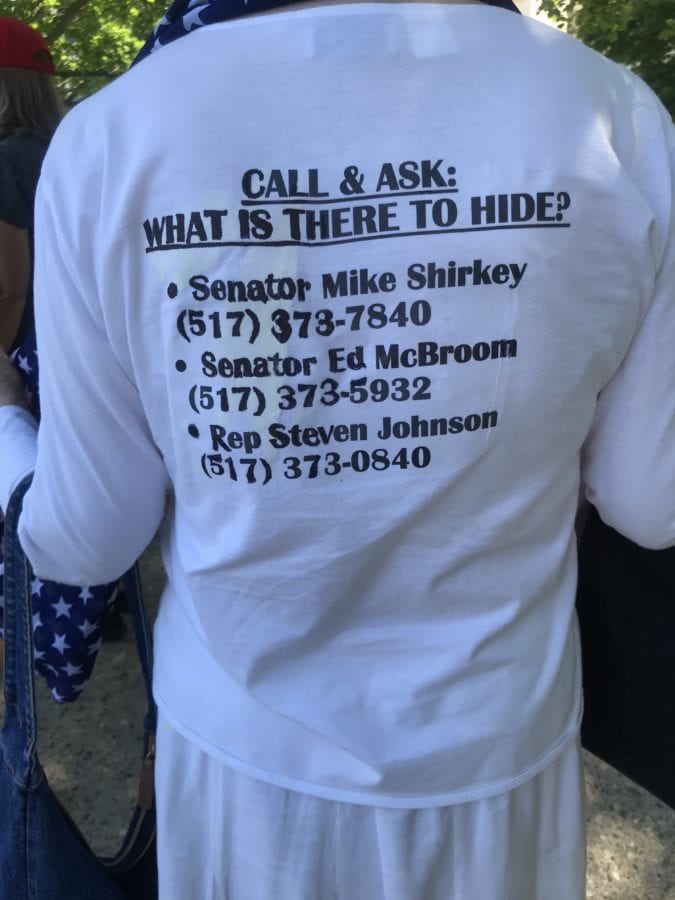 CALL & ASK:
WHAT IS THERE TO HIDE?
• Senator Mike Shirkey
(517) 373-7840
• Senator Ed McBroom
(517) 373-5932
• Rep Steven Johnson
(517) 373-0840